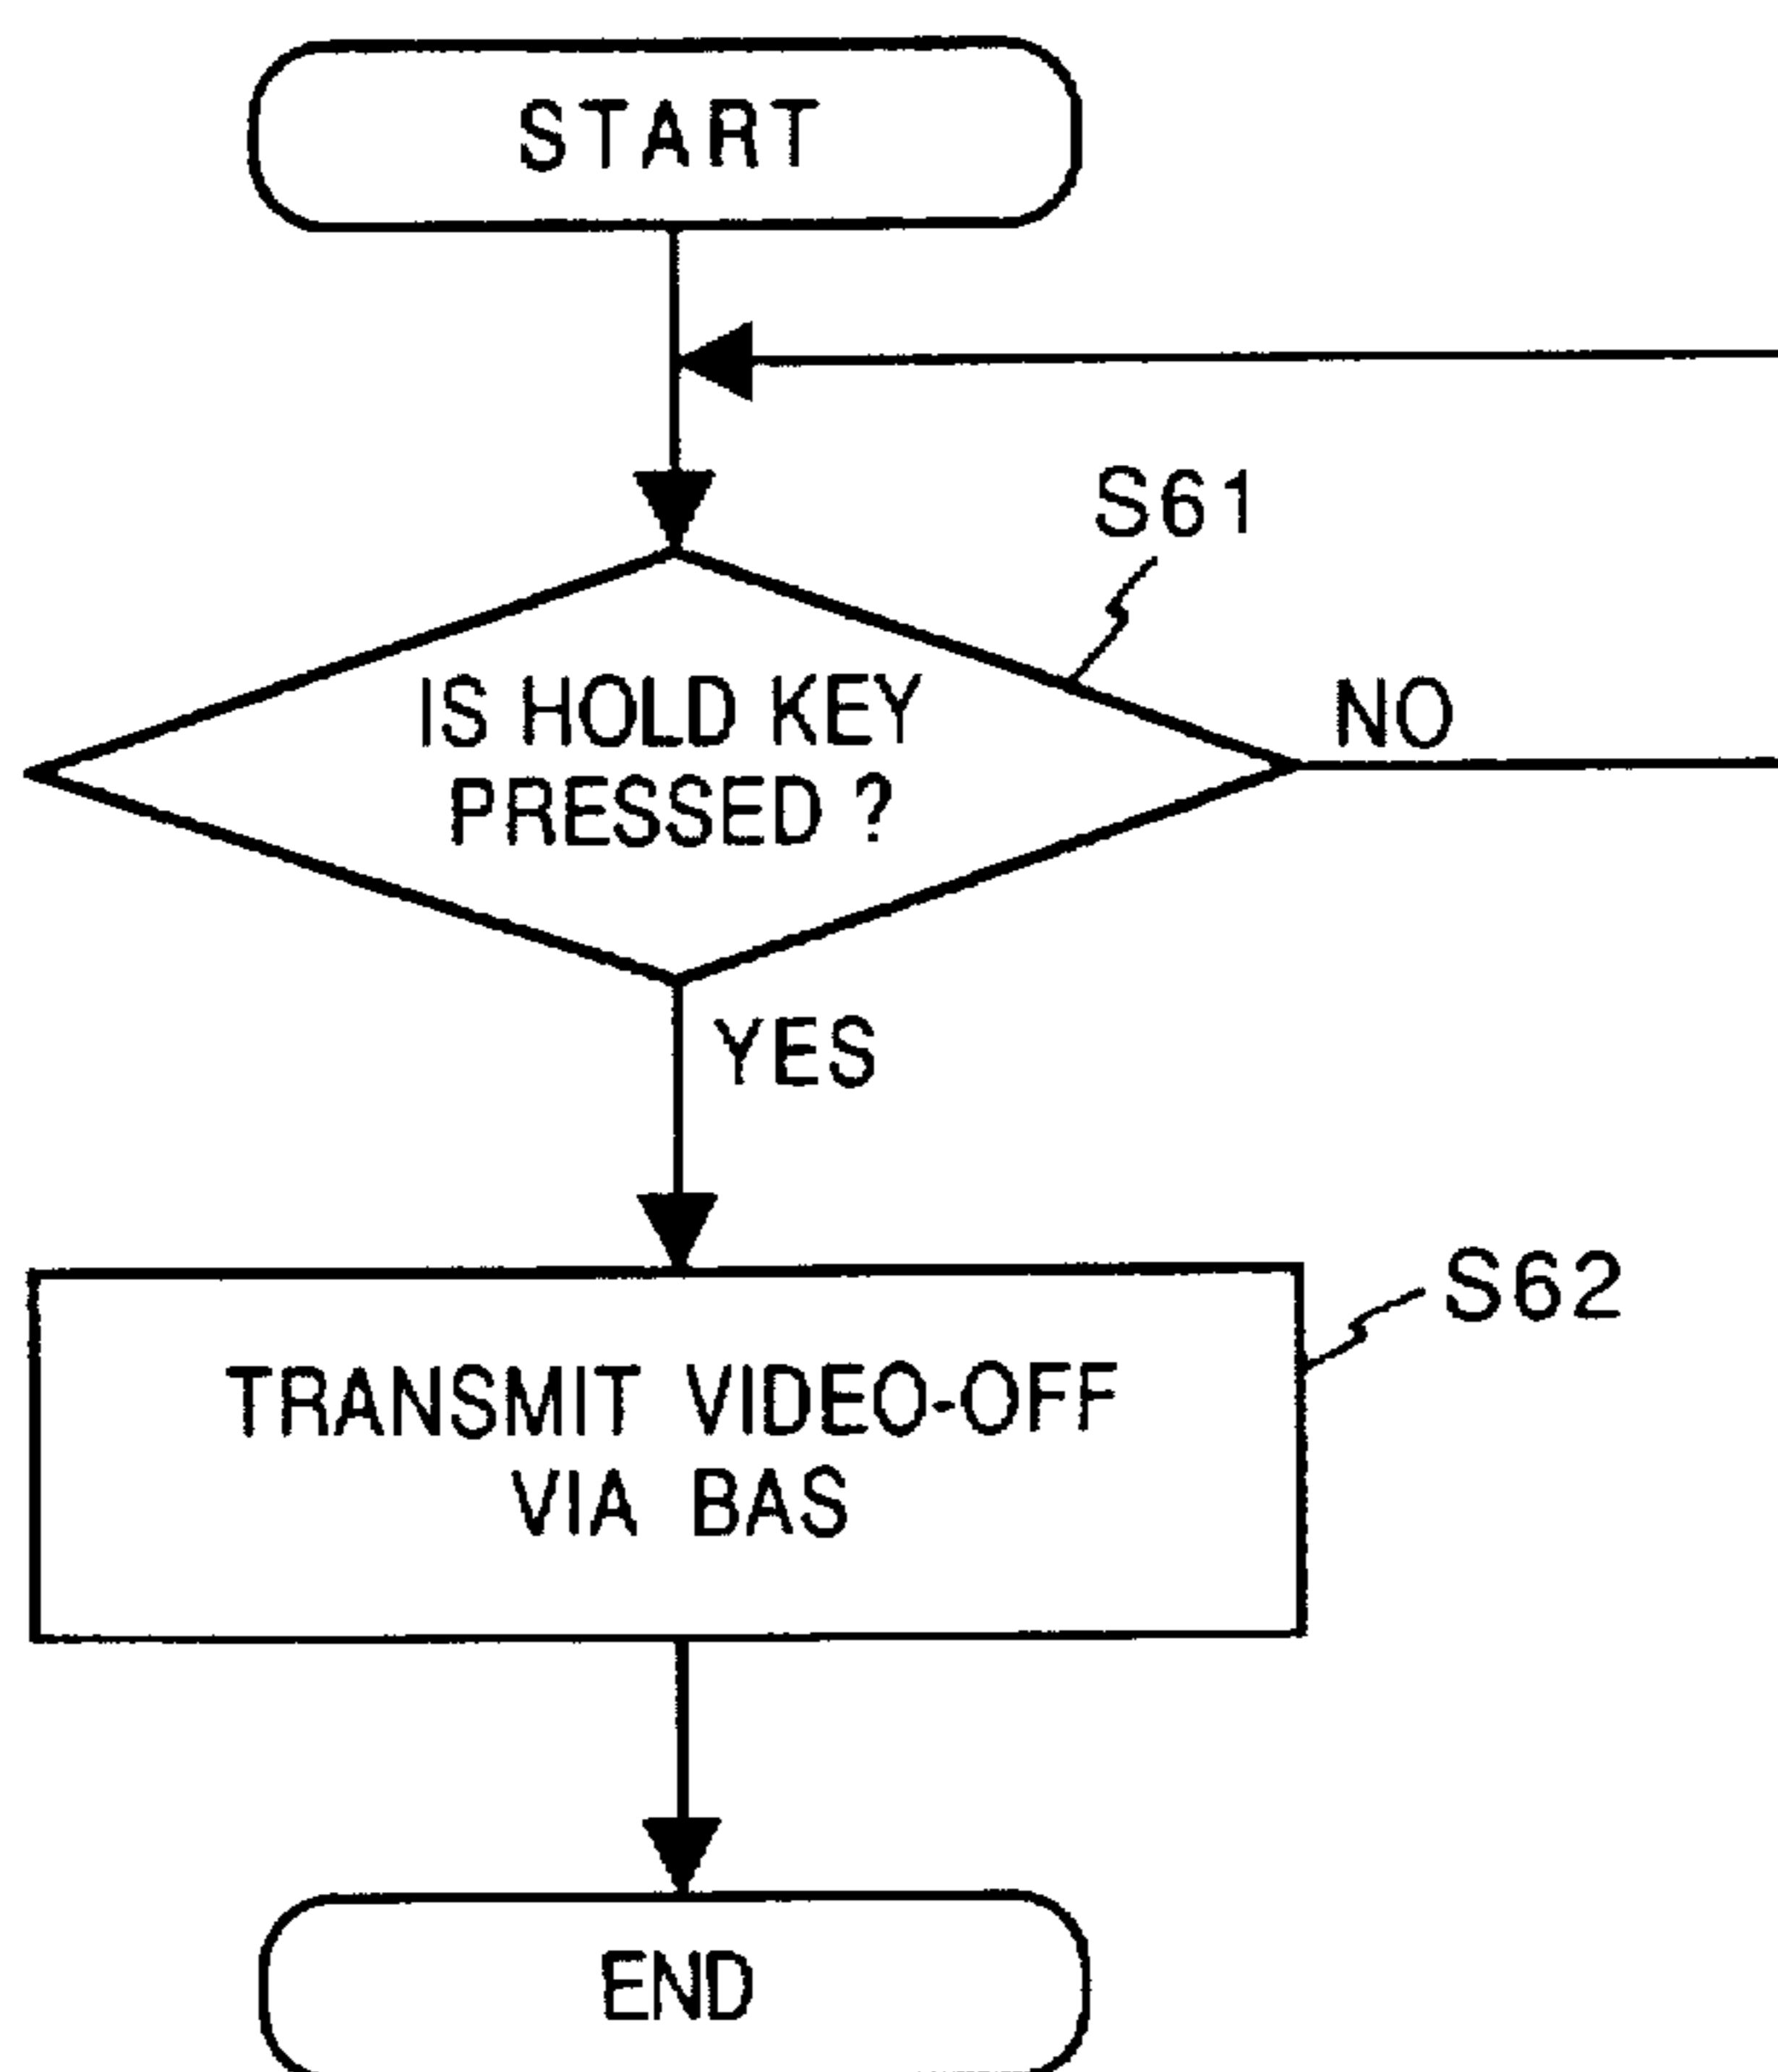 START
S61
IS HOLD KEY
PRESSED ?
NO
YES
S62
TRANSMIT VIDEO-OFF
VIA BAS
END